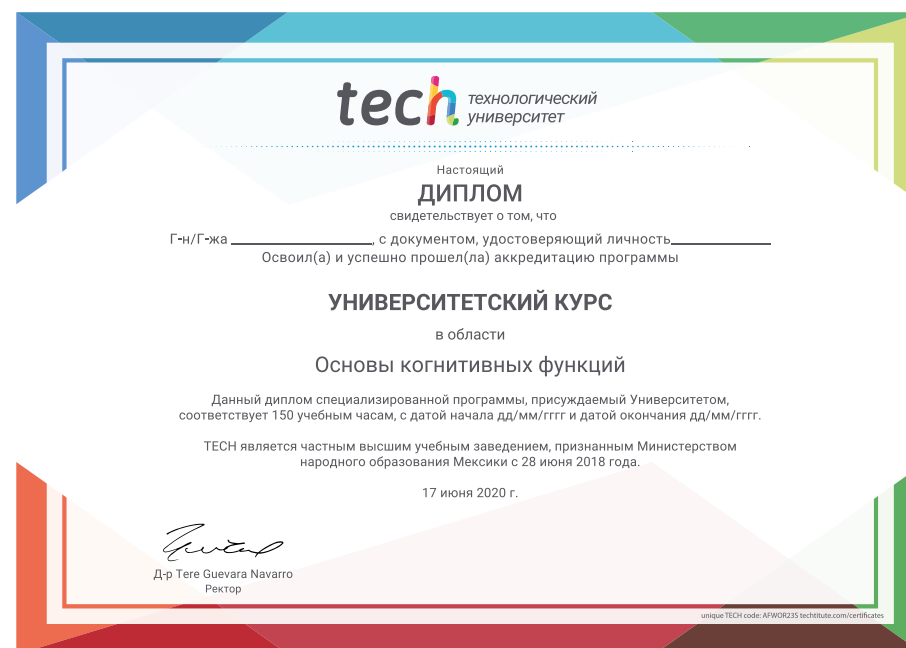 tech технологический
университет
Настоящий
ДИПЛОМ
свидетельствует о том, что
Г-н/Г-жа _________________, с документом, удостоверяющий личность____________
Освоил(а) и успешно прошел(ла) аккредитацию программы
УНИВЕРСИТЕТСКИЙ КУРС
в области
Основы когнитивных функций
Данный диплом специализированной программы, присуждаемый Университетом,
соответствует 150 учебным часам, с датой начала дд/мм/гггг и датой окончания дд/мм/гггг.
TECH является частным высшим учебным заведением, признанным Министерством
народного образования Мексики с 28 июня 2018 года.
17 июня 2020 г.
Д-р Tere Guevara Navarro
Ректор
unique TECH code: AFWOR23S techtitute.com/certificates